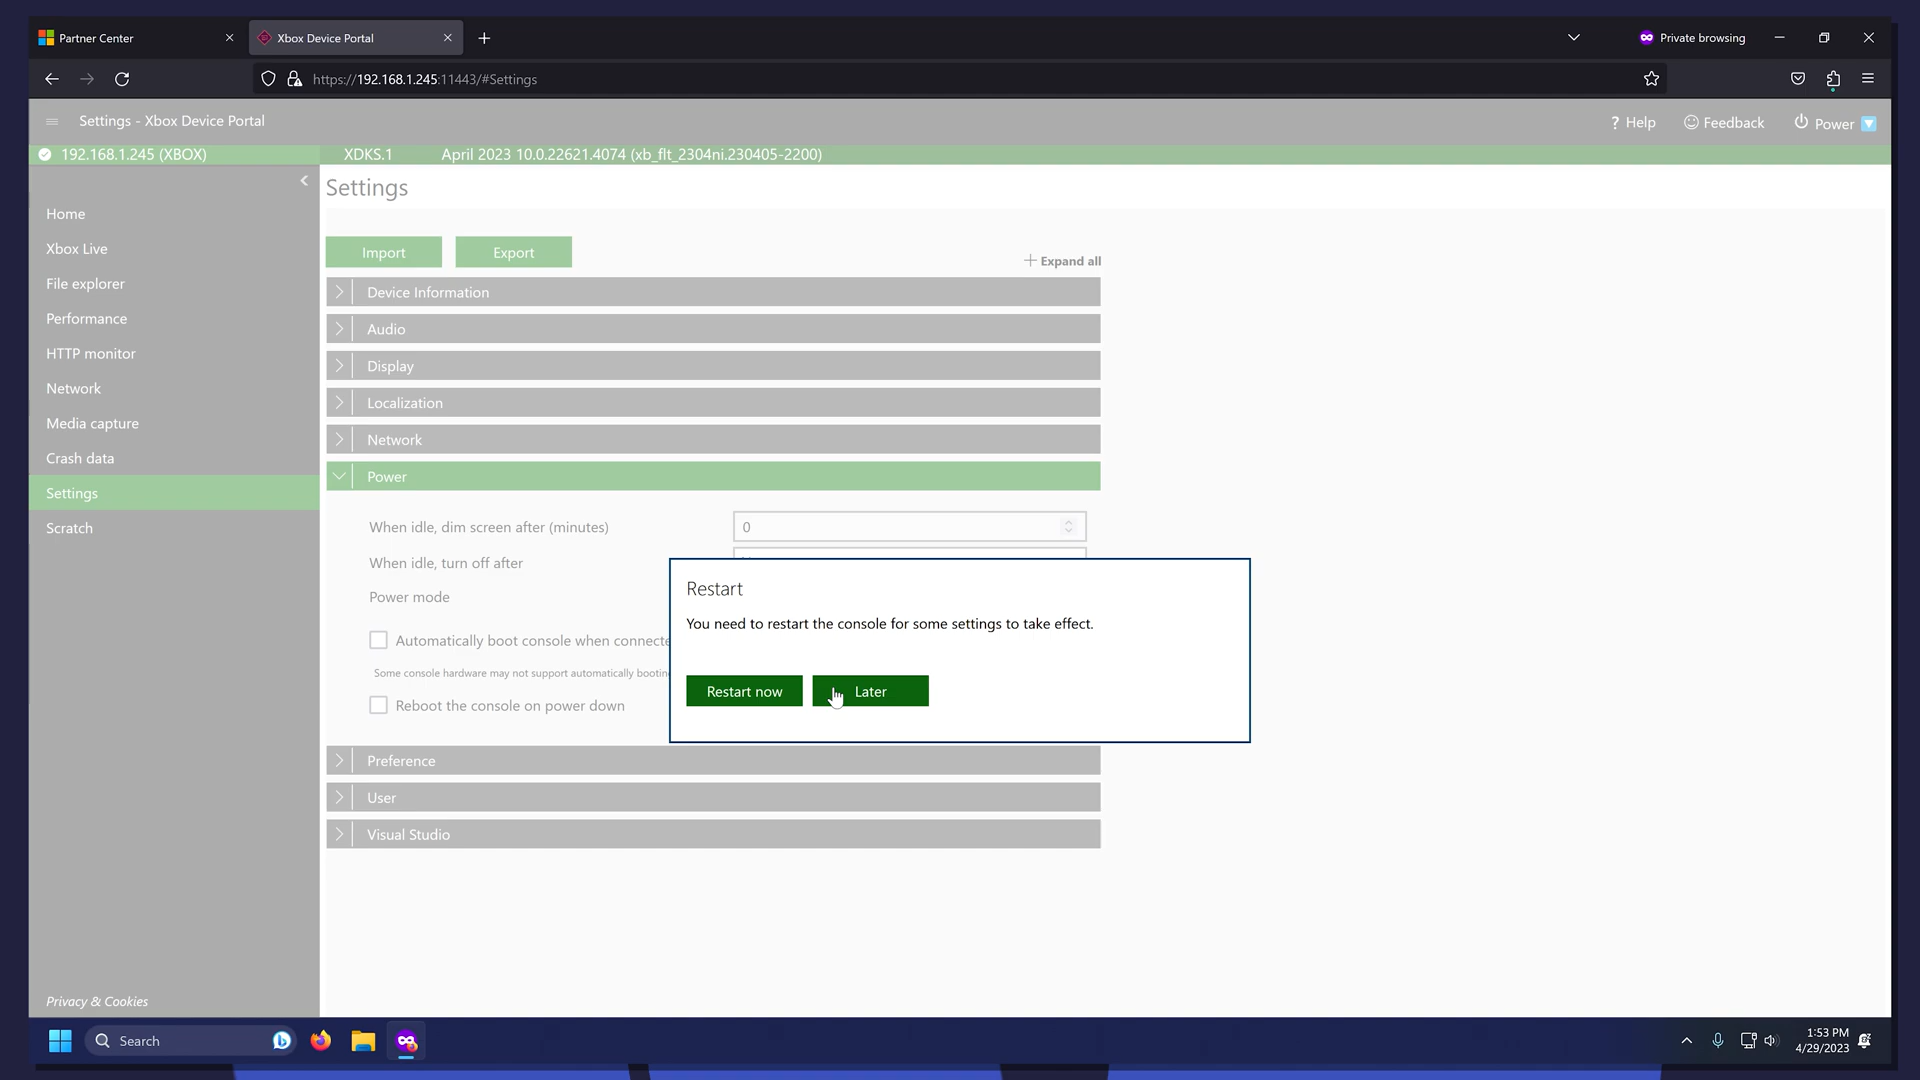 Partner Center
Xbox Device Portal
Private browsing
https://192.168.1.245:11443/#Settings
Settings - Xbox Device Portal
? Help
Feedback
Power
192.168.1.245 (XBOX)
XDKS.1
April 2023 10.0.22621.4074 (xb_flt_2304ni.230405-2200)
Home
Xbox Live
File explorer
Performance
HTTP monitor
Network
Media capture
Crash data
Settings
Scratch
Privacy & Cookies
Settings
Import
Export
Expand all
Device Information
Audio
Display
Localization
Network
Power
When idle, dim screen after (minutes)
0
When idle, turn off after
Power mode
Automatically boot console when
Some console hardware may not support automatically
Reboot the console on power down
Restart
You need to restart the console for some settings to take effect.
Restart now
Later
Preference
User
Visual Studio
Search
1:53 PM
4/29/2023